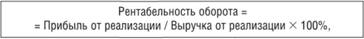 Рентабельность оборота =
= Прибыль от реализации / Выручка от реализации × 100%,